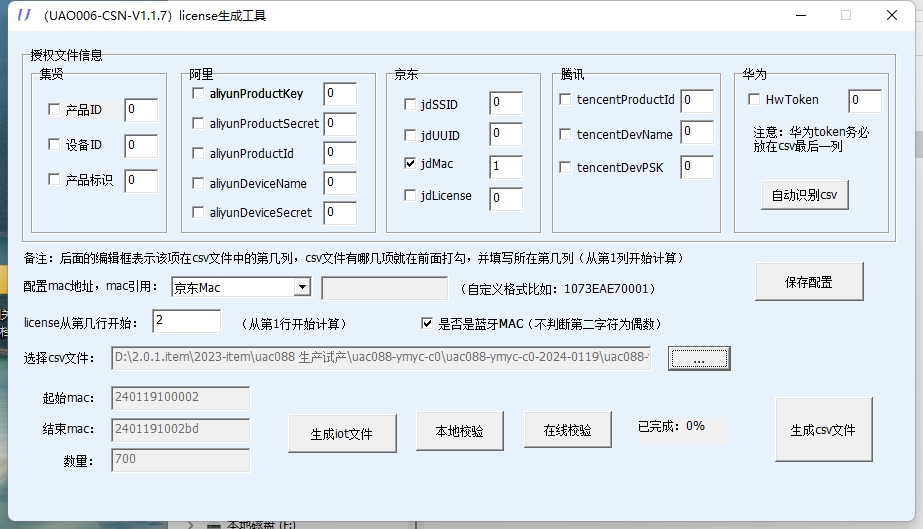 （UAO006-CSN-V1.1.7）license生成工具
授权文件信息
集贤
产品ID 0
设备ID 0
产品标识 0
阿里
aliyunProductKey 0
aliyunProductSecret 0
aliyunProductId 0
aliyunDeviceName 0
aliyunDeviceSecret 0
京东
jdSSID 0
jdUUID 0
jdMac 1
jdLicense 0
腾讯
tencentProductId 0
tencentDevName 0
tencentDevPSK 0
华为
HwToken 0
注意：华为token务必
放在csv最后一列
自动识别csv
备注：后面的编辑框表示该项在csv文件中的第几列，csv文件有哪几项就在前面打勾，并填写所在第几列（从第1列开始计算）
配置mac地址，mac引用： 京东Mac （自定义格式比如：1073EAE70001）
保存配置
license从第几行开始： 2 （从第1行开始计算） 是否是蓝牙MAC（不判断第二字符为偶数）
选择csv文件： D:\2.0.1.item\2023-item\uac088 生产试产\uac088-ymyc-c0\uac088-ymyc-c0-2024-0119\uac088- ...
起始mac： 240119100002
结束mac： 2401191002bd
数量： 700
生成iot文件
本地校验
在线校验
已完成：0%
生成csv文件
本地磁盘 (F:)